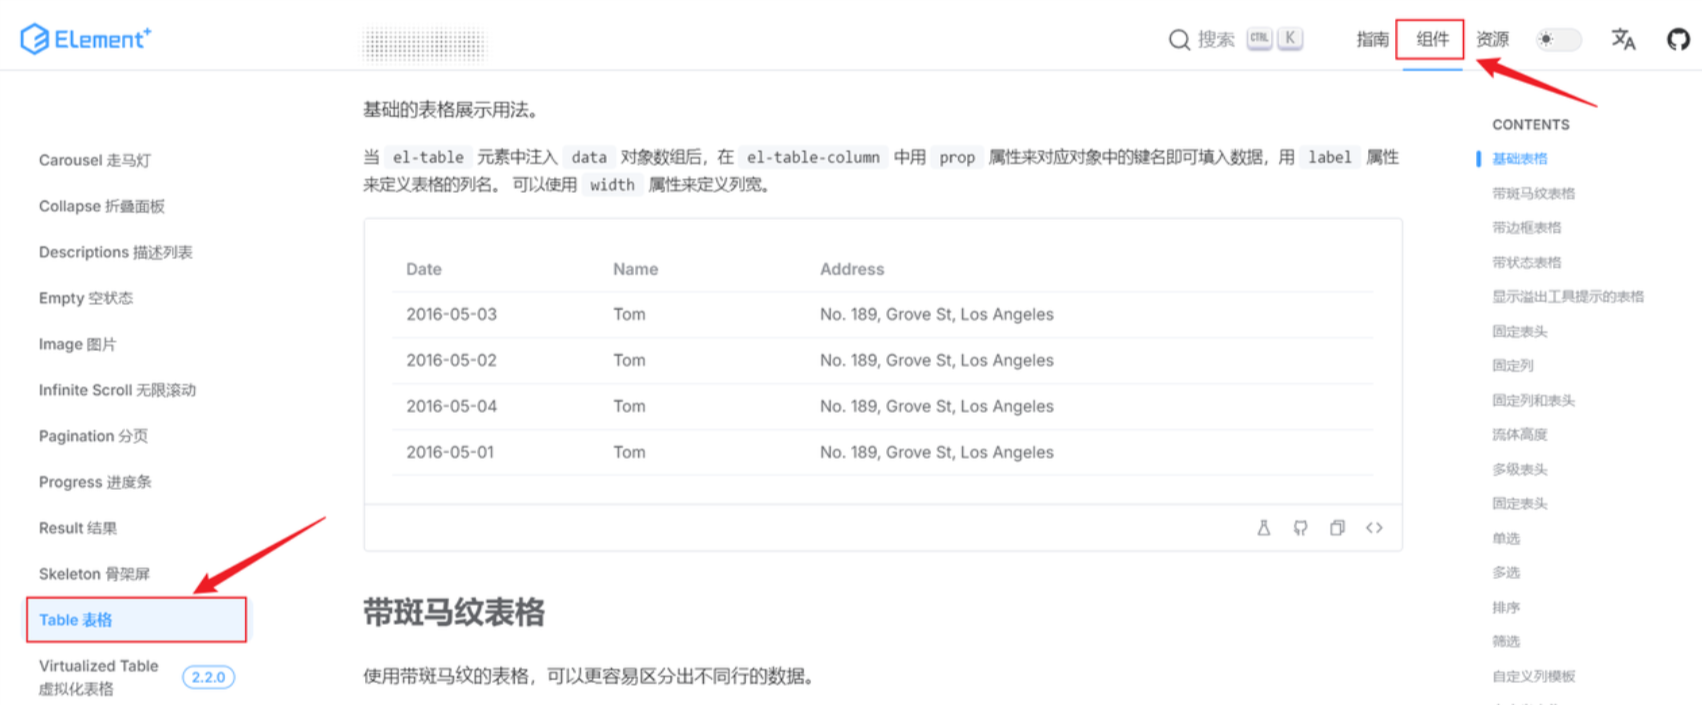 Element+
搜索 CTRL K
指南 组件 资源
Carousel 走马灯
Collapse 折叠面板
Descriptions 描述列表
Empty 空状态
Image 图片
Infinite Scroll 无限滚动
Pagination 分页
Progress 进度条
Result 结果
Skeleton 骨架屏
Table 表格
Virtualized Table
虚拟化表格 2.2.0
基础的表格展示用法。
当 el-table 元素中注入 data 对象数组后，在 el-table-column 中用 prop 属性来对应对象中的键名即可填入数据，用 label 属性
来定义表格的列名。 可以使用 width 属性来定义列宽。
Date Name Address
2016-05-03 Tom No. 189, Grove St, Los Angeles
2016-05-02 Tom No. 189, Grove St, Los Angeles
2016-05-04 Tom No. 189, Grove St, Los Angeles
2016-05-01 Tom No. 189, Grove St, Los Angeles
带斑马纹表格
使用带斑马纹的表格，可以更容易区分出不同行的数据。
CONTENTS
基础表格
带斑马纹表格
带边框表格
带状态表格
显示溢出工具提示的表格
固定表头
固定列
固定列和表头
流体高度
多级表头
固定表头
单选
多选
排序
筛选
自定义列模板